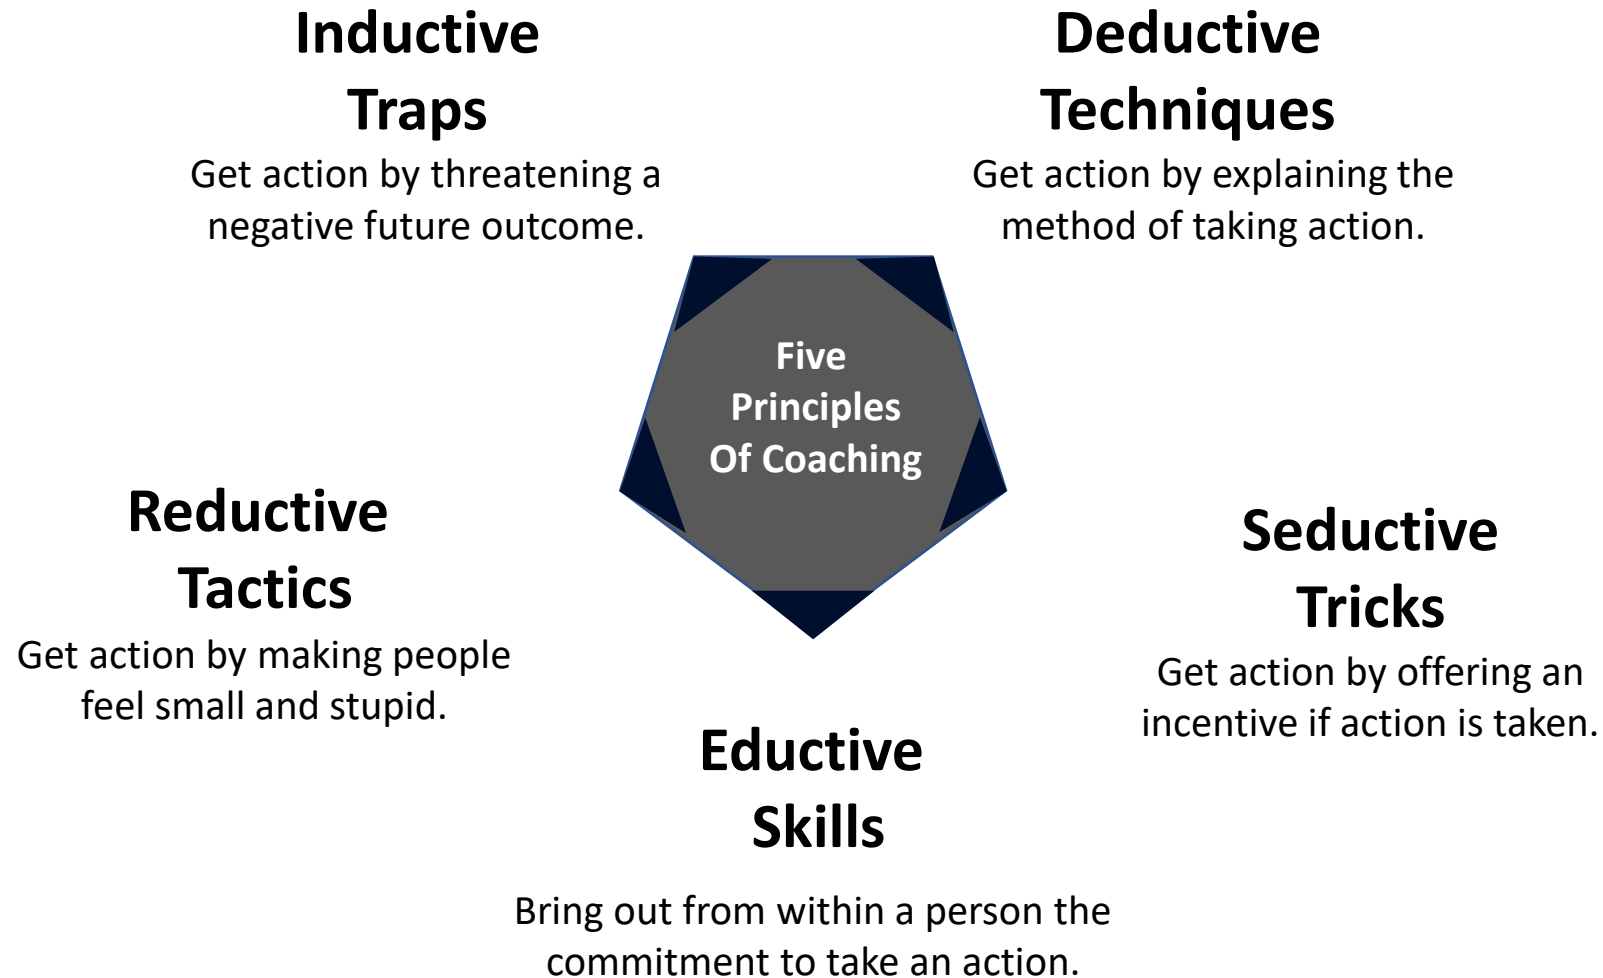 Inductive
Traps
Get action by threatening a
negative future outcome.
Deductive
Techniques
Get action by explaining the
method of taking action.
Five
Principles
Of Coaching
Reductive
Tactics
Get action by making people
feel small and stupid.
Seductive
Tricks
Get action by offering an
incentive if action is taken.
Eductive
Skills
Bring out from within a person the
commitment to take an action.